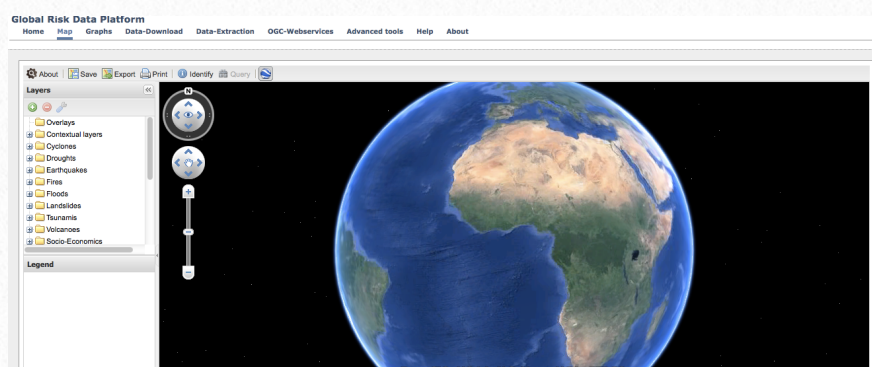 Global Risk Data Platform
Home Map Graphs Data-Download Data-Extraction OGC-Webservices Advanced tools Help About
About Save Export Print Identify Query
Layers
Overlays
Contextual layers
Cyclones
Droughts
Earthquakes
Fires
Floods
Landslides
Tsunamis
Volcanoes
Socio-Economics
Legend
N